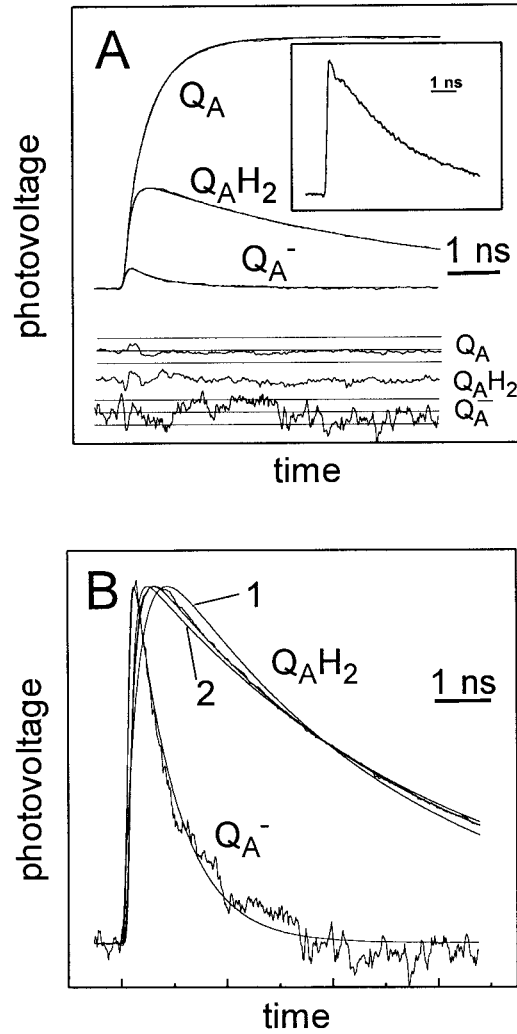 A
Q_A
Q_AH_2
Q_A^-
1 ns
1 ns
photovoltage
Q_A
Q_AH_2
Q_A^-
time
B
1
2
Q_AH_2
1 ns
Q_A^-
photovoltage
time